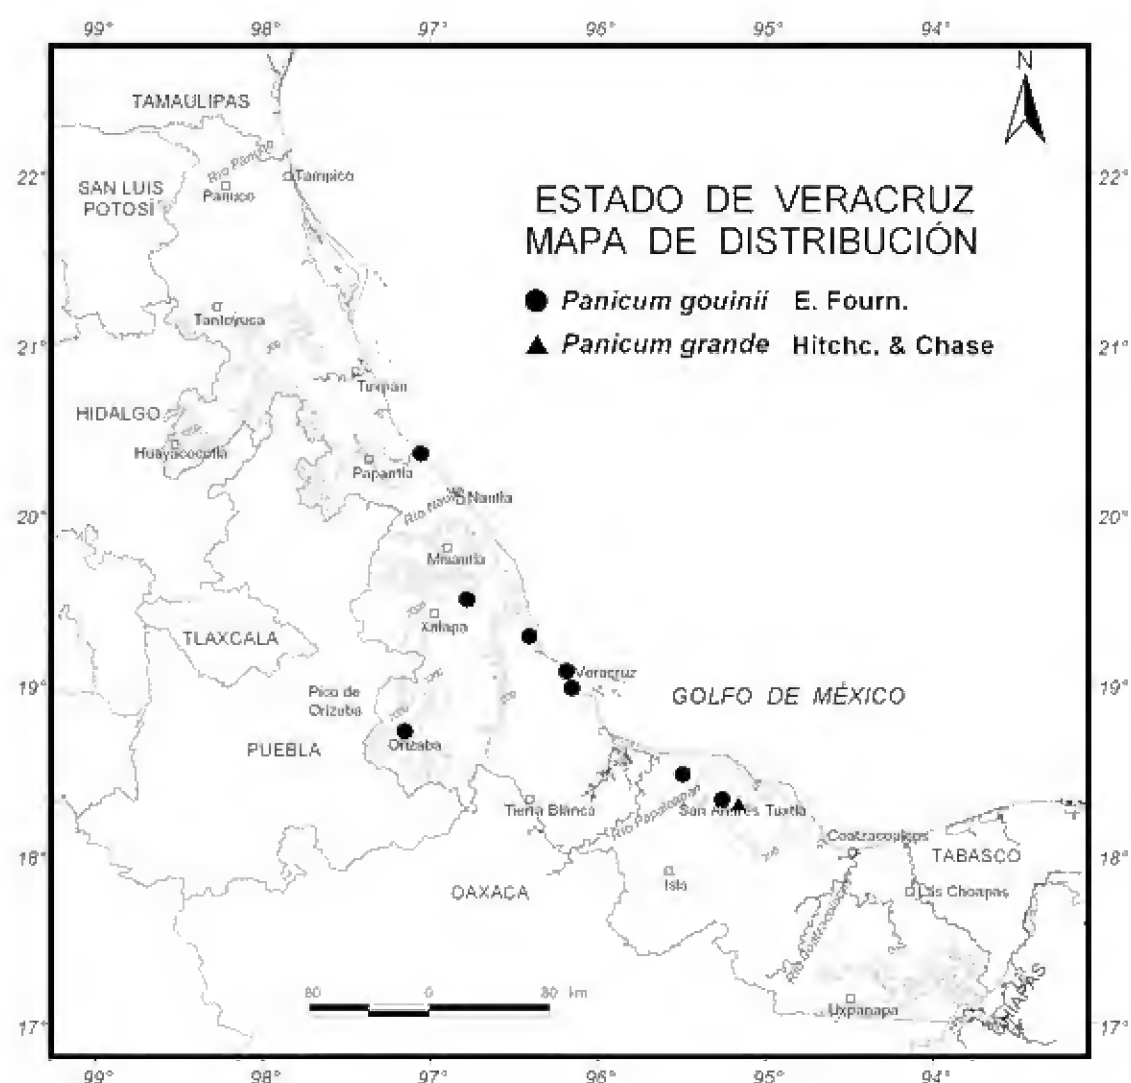 99° 98° 97° 96° 95° 94°
N
TAMAULIPAS
Río Pánuco
22° Tampico 22°
SAN LUIS
POTOSÍ
Pánuco
ESTADO DE VERACRUZ
MAPA DE DISTRIBUCIÓN
Panicum gouinii E. Fourn.
Tantoyuca
21° Panicum grande Hitchc. & Chase 21°
Tuxpan
HIDALGO
Huayacocotla
Papantla
Río Nautla
Nautla
20° 20°
Misantla
Xalapa
TLAXCALA
Veracruz
19° 19°
Pico de
Orizaba
GOLFO DE MÉXICO
PUEBLA
Orizaba
Tierra Blanca
Río Papaloapan
San Andrés Tuxtla
Coatzacoalcos
18° TABASCO 18°
Isla
OAXACA
Las Choapas
Río Coatzacoalcos
CHIAPAS
80 0 80 km
Uxpanapa
17° 17°
99° 98° 97° 96° 95° 94°